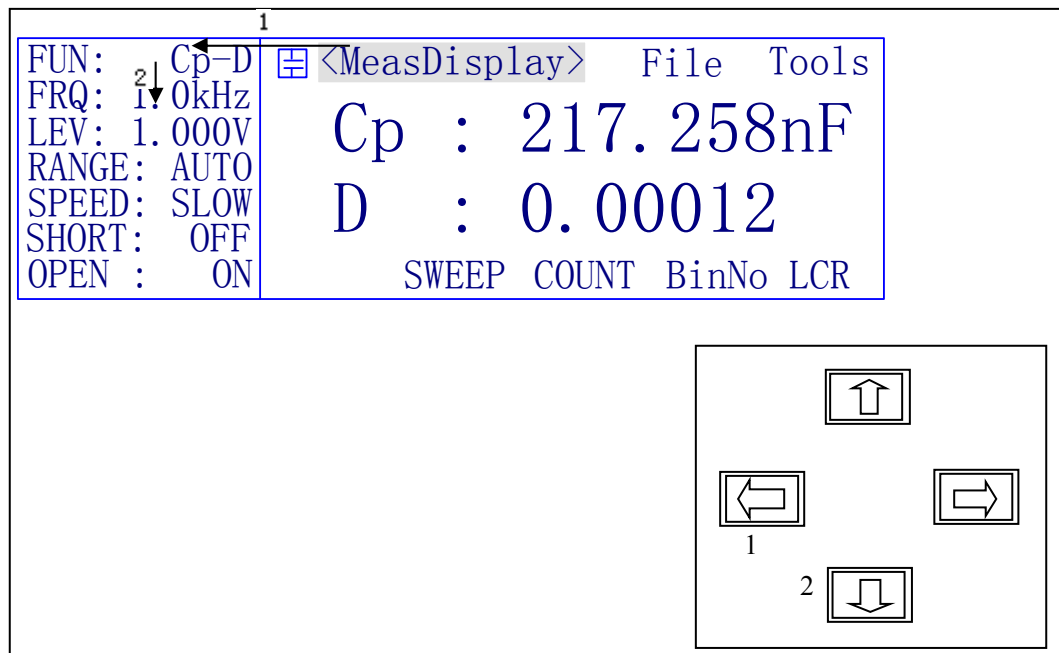 1
FUN: Cp-D
2
FRQ: 1.0kHz
LEV: 1.000V
RANGE: AUTO
SPEED: SLOW
SHORT: OFF
OPEN : ON
<MeasDisplay> File Tools
Cp : 217.258nF
D : 0.00012
SWEEP COUNT BinNo LCR
1
2